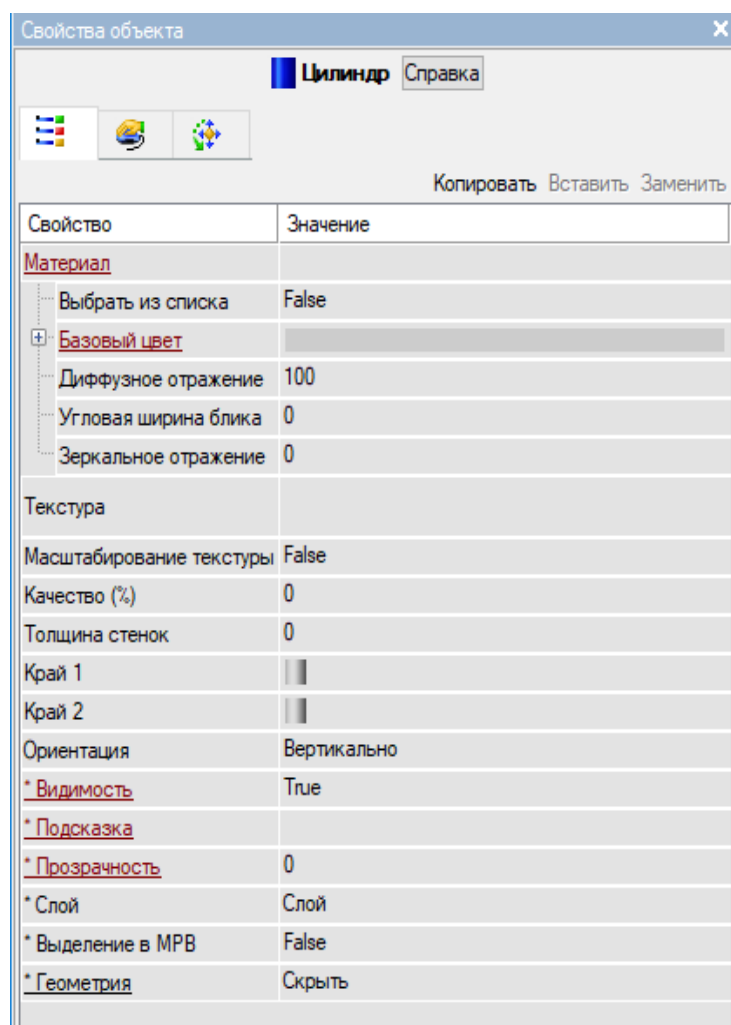 Свойства объекта
Цилиндр Справка
Копировать Вставить Заменить
Свойство Значение
Материал
Выбрать из списка False
Базовый цвет
Диффузное отражение 100
Угловая ширина блика 0
Зеркальное отражение 0
Текстура
Масштабирование текстуры False
Качество (%) 0
Толщина стенок 0
Край 1
Край 2
Ориентация Вертикально
* Видимость True
* Подсказка
* Прозрачность 0
* Слой Слой
* Выделение в МРВ False
* Геометрия Скрыть